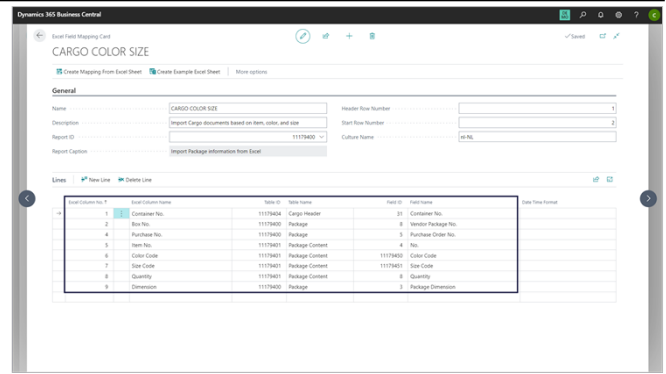 Dynamics 365 Business Central
Excel Field Mapping Card
Saved
CARGO COLOR SIZE
Create Mapping From Excel Sheet Create Example Excel Sheet More options
General
Name CARGO COLOR SIZE Header Row Number 1
Description Import Cargo documents based on item, color, and size Start Row Number 2
Report ID 11179400 Culture Name nl-NL
Report Caption Import Package information from Excel
Lines New Line Delete Line
Excel Column No. Excel Column Name Table ID Table Name Field ID Field Name Date Time Format
1 Container No. 11179404 Cargo Header 31 Container No.
2 Box No. 11179400 Package 8 Vendor Package No.
4 Purchase No. 11179400 Package 5 Purchase Order No.
5 Item No. 11179401 Package Content 4 No.
6 Color Code 11179401 Package Content 11179450 Color Code
7 Size Code 11179401 Package Content 11179451 Size Code
8 Quantity 11179401 Package Content 8 Quantity
9 Dimension 11179400 Package 3 Package Dimension